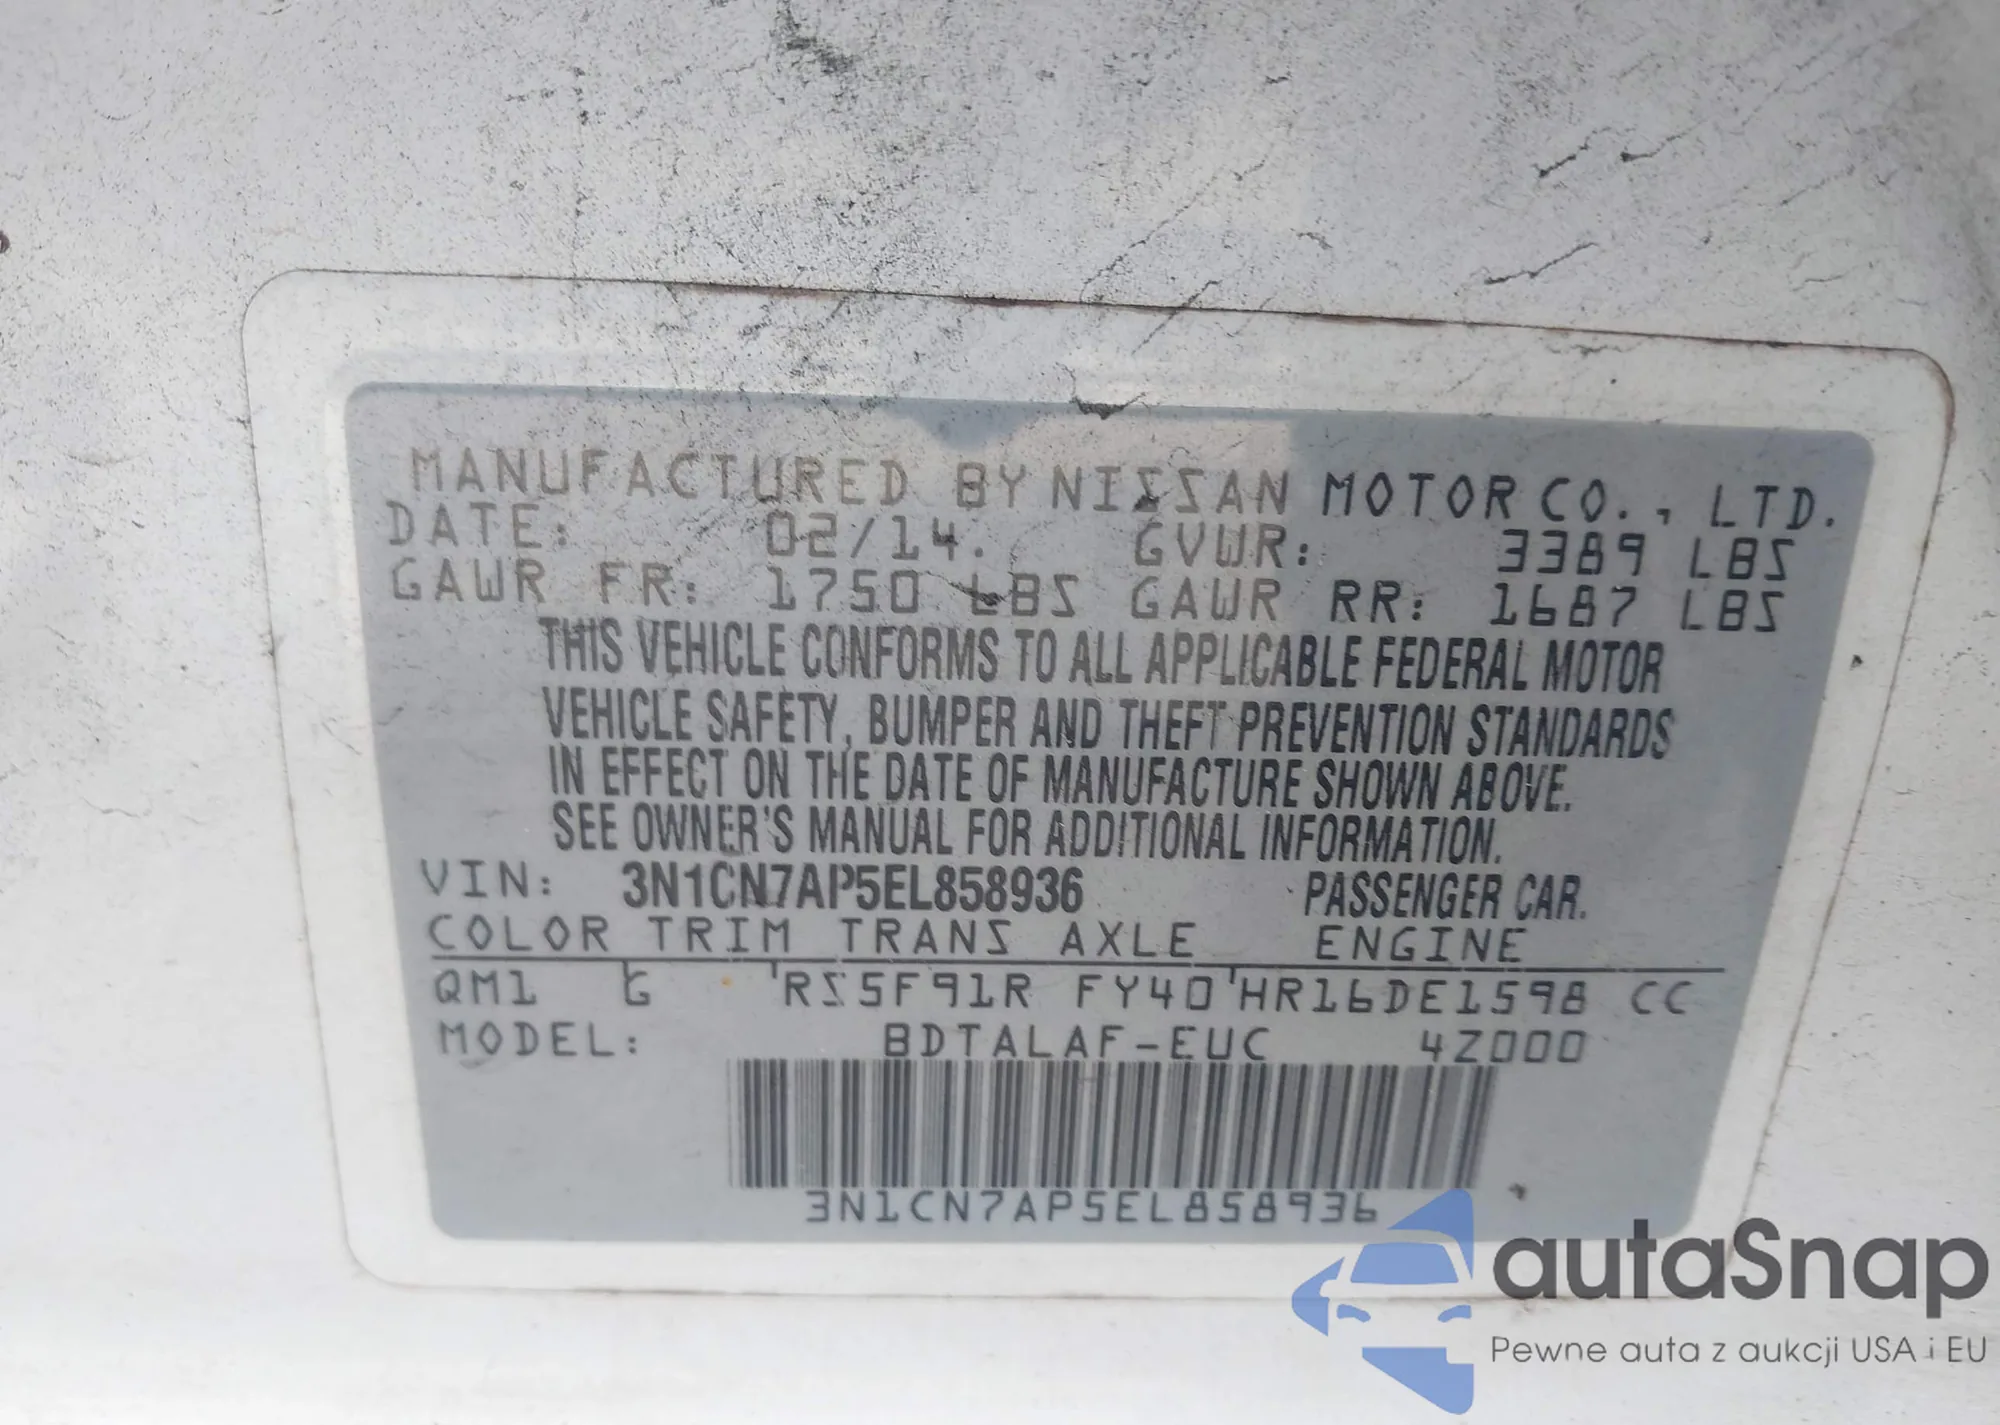 MANUFACTURED BY NISSAN MOTOR CO., LTD.
DATE: 02/14. GVWR: 3389 LBS
GAWR FR: 1750 LBS GAWR RR: 1687 LBS
THIS VEHICLE CONFORMS TO ALL APPLICABLE FEDERAL MOTOR
VEHICLE SAFETY, BUMPER AND THEFT PREVENTION STANDARDS
IN EFFECT ON THE DATE OF MANUFACTURE SHOWN ABOVE.
SEE OWNER'S MANUAL FOR ADDITIONAL INFORMATION.
VIN: 3N1CN7AP5EL858936 PASSENGER CAR.
COLOR TRIM TRANS AXLE ENGINE
QM1 G RS5F91R FY40 HR16DE1598 CC
MODEL: BDTALAF-EUC 4Z000
3N1CN7AP5EL858936
autaSnap
Pewne auta z aukcji USA i EU